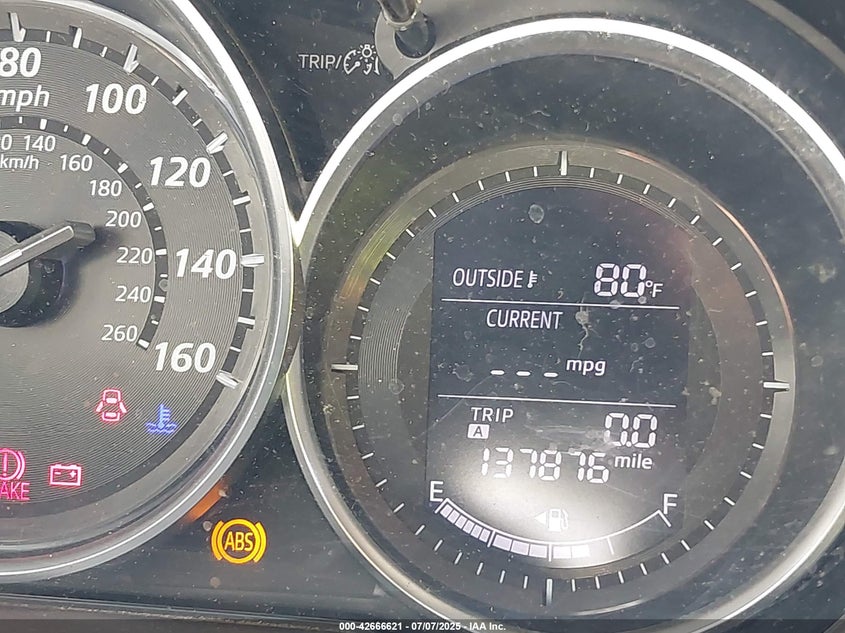 TRIP/
80
mph
100
120
140
160
140
km/h
160
180
200
220
240
260
OUTSIDE 80°F
CURRENT
--- mpg
TRIP A 0.0
137876 mile
E F
ABS
000-42666621 - 07/07/2025 - IAA Inc.